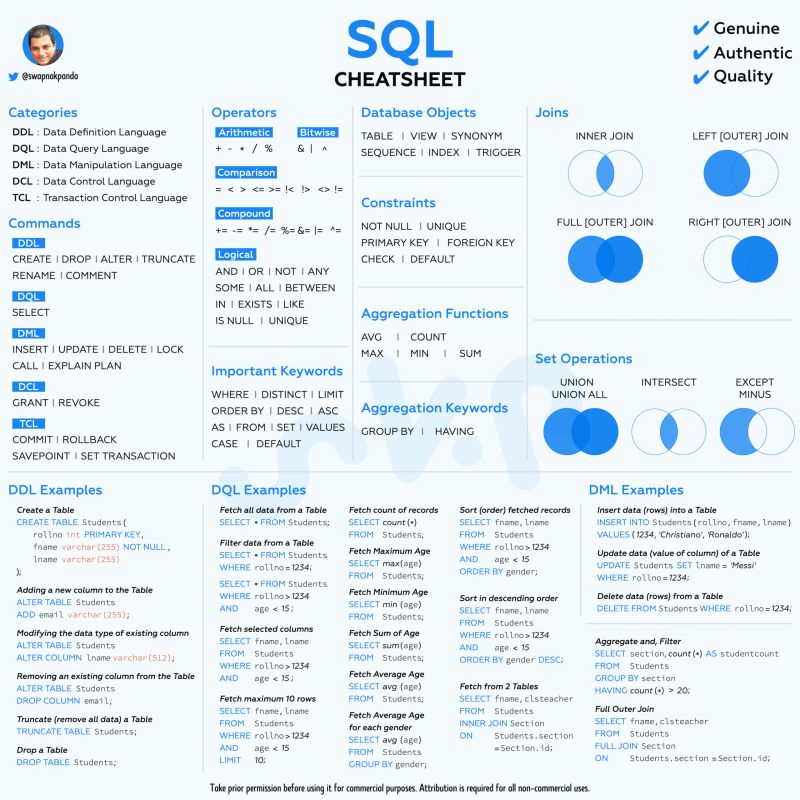 SQL
CHEATSHEET
@swapnakpanda
✔ Genuine
✔ Authentic
✔ Quality
Categories
DDL : Data Definition Language
DQL : Data Query Language
DML : Data Manipulation Language
DCL : Data Control Language
TCL : Transaction Control Language
Commands
DDL
CREATE | DROP | ALTER | TRUNCATE
RENAME | COMMENT
DQL
SELECT
DML
INSERT | UPDATE | DELETE | LOCK
CALL | EXPLAIN PLAN
DCL
GRANT | REVOKE
TCL
COMMIT | ROLLBACK
SAVEPOINT | SET TRANSACTION
Operators
Arithmetic
+ - * / %
Bitwise
& | ^
Comparison
= < > <= >= !< !> <> !=
Compound
+= -= *= /= %= &= |= ^=
Logical
AND | OR | NOT | ANY
SOME | ALL | BETWEEN
IN | EXISTS | LIKE
IS NULL | UNIQUE
Important Keywords
WHERE | DISTINCT | LIMIT
ORDER BY | DESC | ASC
AS | FROM | SET | VALUES
CASE | DEFAULT
Database Objects
TABLE | VIEW | SYNONYM
SEQUENCE | INDEX | TRIGGER
Constraints
NOT NULL | UNIQUE
PRIMARY KEY | FOREIGN KEY
CHECK | DEFAULT
Aggregation Functions
AVG | COUNT
MAX | MIN | SUM
Aggregation Keywords
GROUP BY | HAVING
Joins
INNER JOIN
LEFT [OUTER] JOIN
FULL [OUTER] JOIN
RIGHT [OUTER] JOIN
Set Operations
UNION
UNION ALL
INTERSECT
EXCEPT
MINUS
DDL Examples
Create a Table
CREATE TABLE Students (
rollno int PRIMARY KEY,
fname varchar(255) NOT NULL ,
lname varchar(255)
);
Adding a new column to the Table
ALTER TABLE Students
ADD email varchar(255);
Modifying the data type of existing column
ALTER TABLE Students
ALTER COLUMN lname varchar(512);
Removing an existing column from the Table
ALTER TABLE Students
DROP COLUMN email;
Truncate (remove all data) a Table
TRUNCATE TABLE Students;
Drop a Table
DROP TABLE Students;
DQL Examples
Fetch all data from a Table
SELECT * FROM Students;
Filter data from a Table
SELECT * FROM Students
WHERE rollno = 1234;
SELECT * FROM Students
WHERE rollno > 1234
AND age < 15 ;
Fetch selected columns
SELECT fname, lname
FROM Students
WHERE rollno > 1234
AND age < 15 ;
Fetch maximum 10 rows
SELECT fname, lname
FROM Students
WHERE rollno > 1234
AND age < 15
LIMIT 10;
Fetch count of records
SELECT count (*)
FROM Students;
Fetch Maximum Age
SELECT max(age)
FROM Students;
Fetch Minimum Age
SELECT min (age)
FROM Students;
Fetch Sum of Age
SELECT sum(age)
FROM Students;
Fetch Average Age
SELECT avg (age)
FROM Students;
Fetch Average Age
for each gender
SELECT avg (age)
FROM Students
GROUP BY gender;
Sort (order) fetched records
SELECT fname, lname
FROM Students
WHERE rollno > 1234
AND age < 15
ORDER BY gender;
Sort in descending order
SELECT fname, lname
FROM Students
WHERE rollno > 1234
AND age < 15
ORDER BY gender DESC;
Fetch from 2 Tables
SELECT fname, clsteacher
FROM Students
INNER JOIN Section
ON Students.section
= Section.id;
DML Examples
Insert data (rows) into a Table
INSERT INTO Students (rollno, fname, lname)
VALUES ( 1234, 'Christiano', 'Ronaldo');
Update data (value of column) of a Table
UPDATE Students SET lname = 'Messi'
WHERE rollno = 1234;
Delete data (rows) from a Table
DELETE FROM Students WHERE rollno = 1234;
Aggregate and, Filter
SELECT section, count (*) AS studentcount
FROM Students
GROUP BY section
HAVING count (*) > 20;
Full Outer Join
SELECT fname, clsteacher
FROM Students
FULL JOIN Section
ON Students.section = Section.id;
Take prior permission before using it for commercial purposes. Attribution is required for all non-commercial uses.